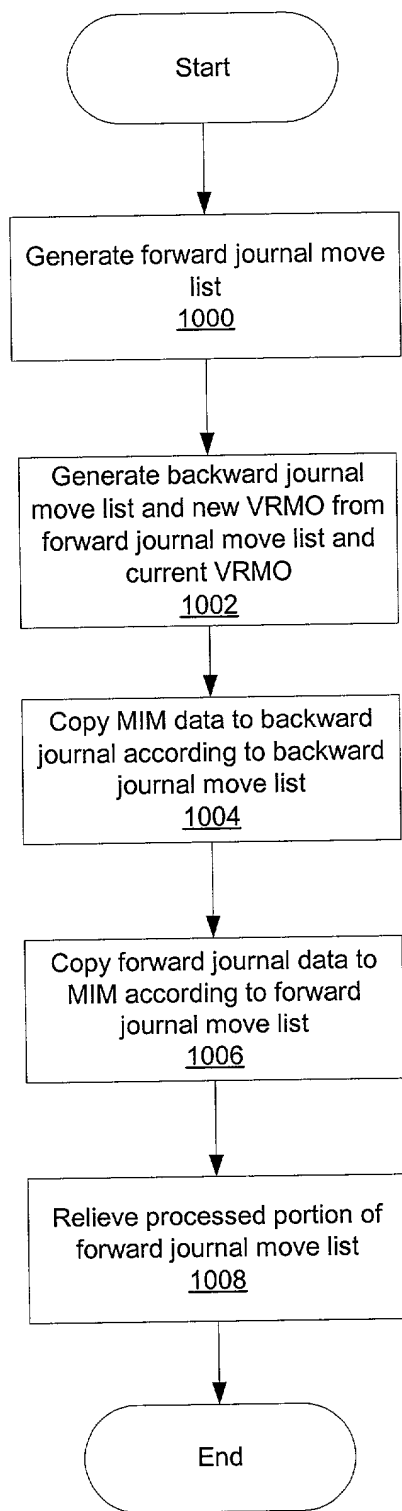 Start
Generate forward journal move
list
1000
Generate backward journal
move list and new VRMO from
forward journal move list and
current VRMO
1002
Copy MIM data to backward
journal according to backward
journal move list
1004
Copy forward journal data to
MIM according to forward
journal move list
1006
Relieve processed portion of
forward journal move list
1008
End